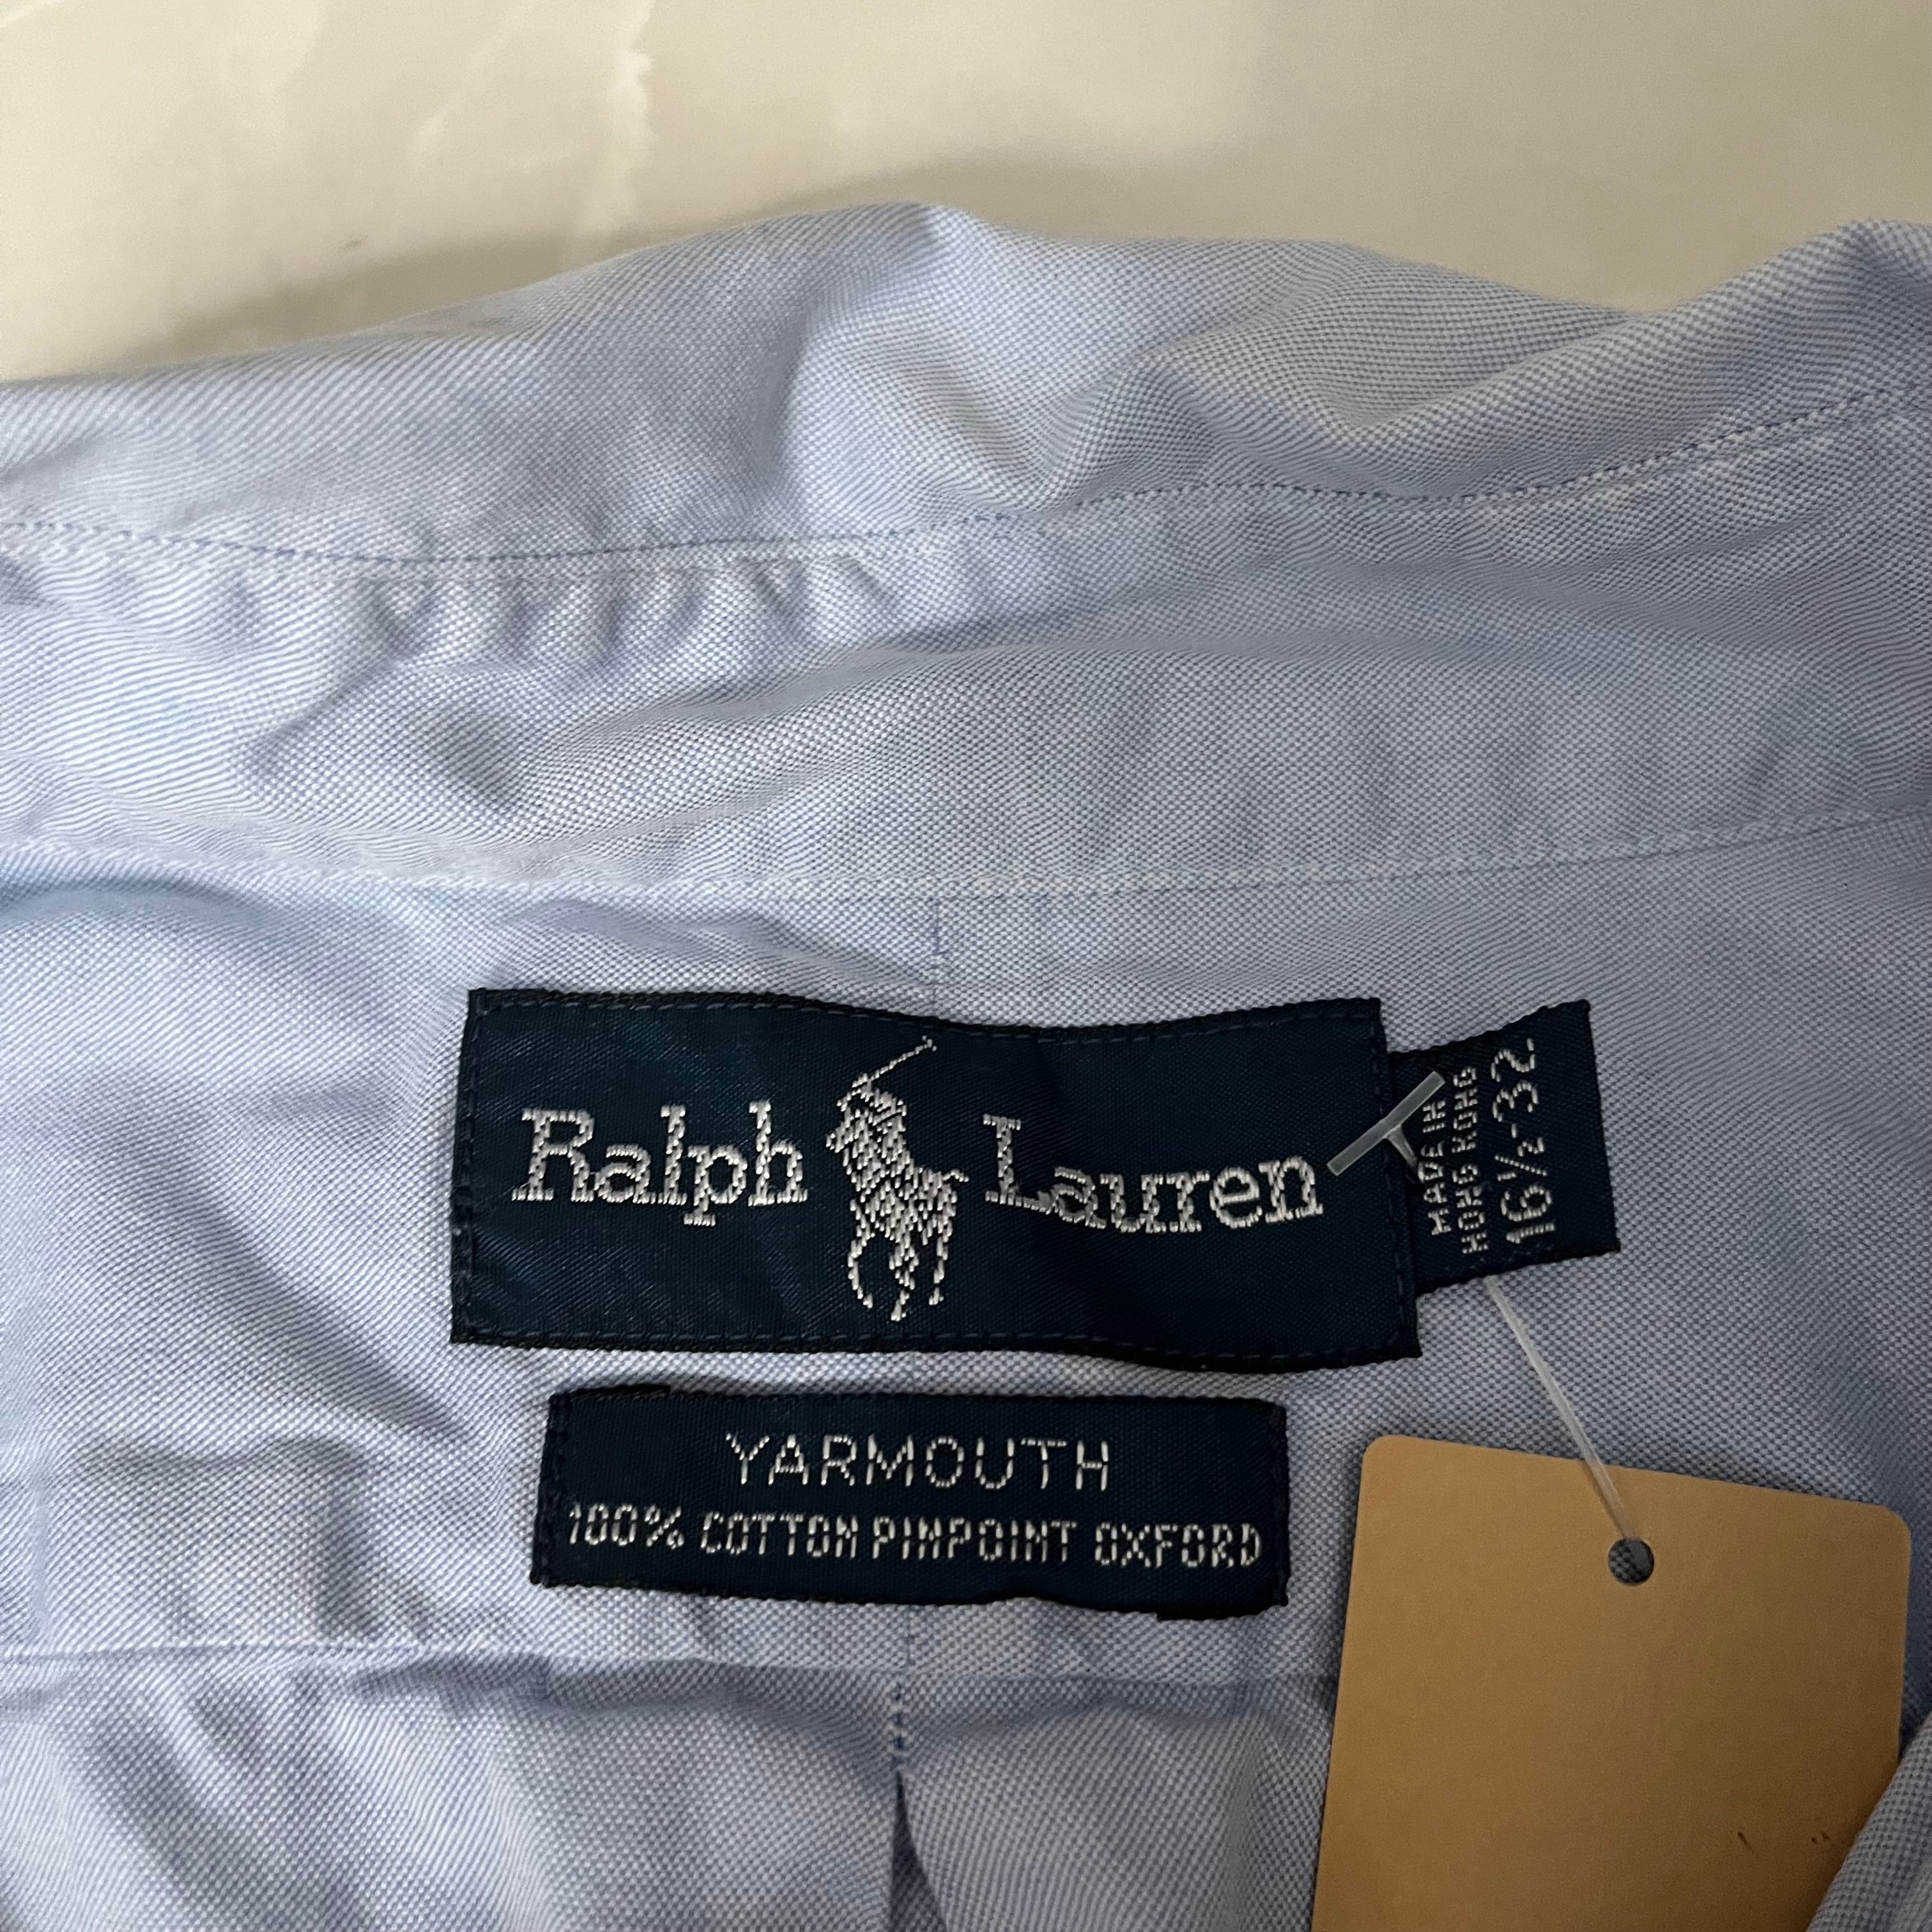 Ralph Lauren
MADE IN
HONG KONG
16½-32
YARMOUTH
100% COTTON PINPOINT OXFORD